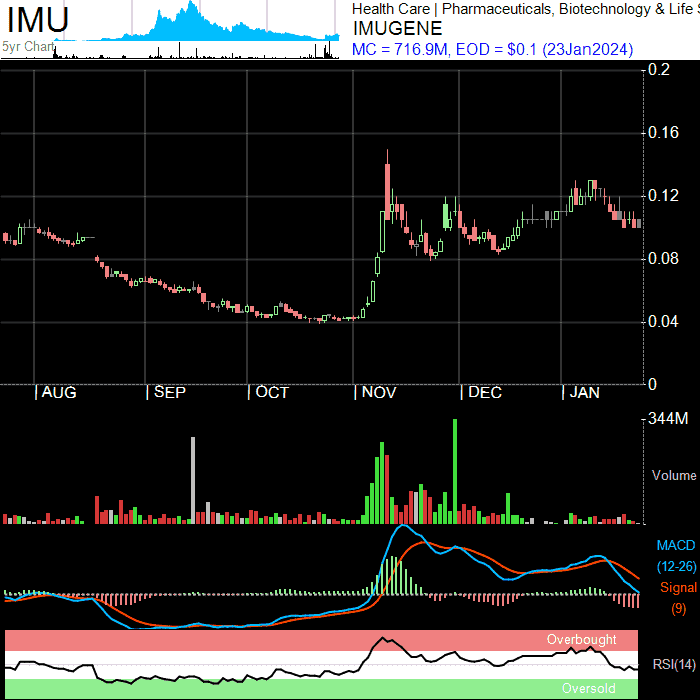 IMU
5yr Chart
Health Care | Pharmaceuticals, Biotechnology & Life S
IMUGENE
MC = 716.9M, EOD = $0.1 (23Jan2024)
0.2
0.16
0.12
0.08
0.04
0
| AUG | SEP | OCT | NOV | DEC | JAN
344M
Volume
MACD
(12-26)
Signal
(9)
Overbought
RSI(14)
Oversold